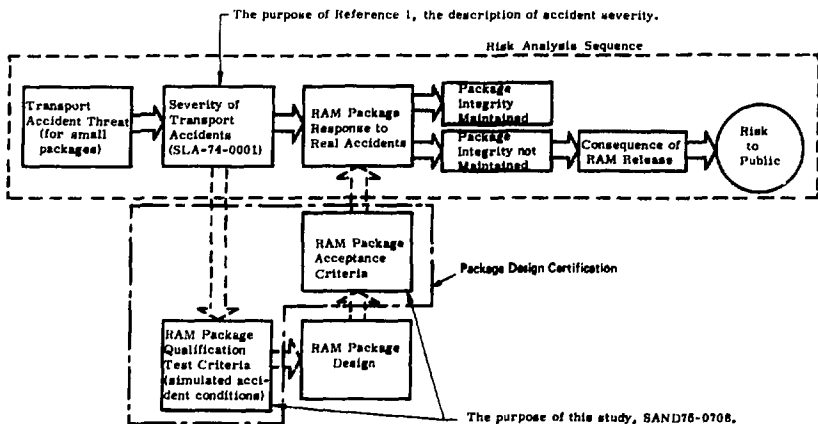 The purpose of Reference 1, the description of accident severity.
Risk Analysis Sequence
Transport
Accident Threat
(for small
packages)
Severity of
Transport
Accidents
(SLA-74-0001)
RAM Package
Response to
Real Accidents
Package
Integrity
Maintained
Package
Integrity not
Maintained
Consequence of
RAM Release
Risk
to
Public
RAM Package
Acceptance
Criteria
Package Design Certification
RAM Package
Qualification
Test Criteria
(simulated acci-
dent conditions)
RAM Package
Design
The purpose of this study, SAND76-0708.